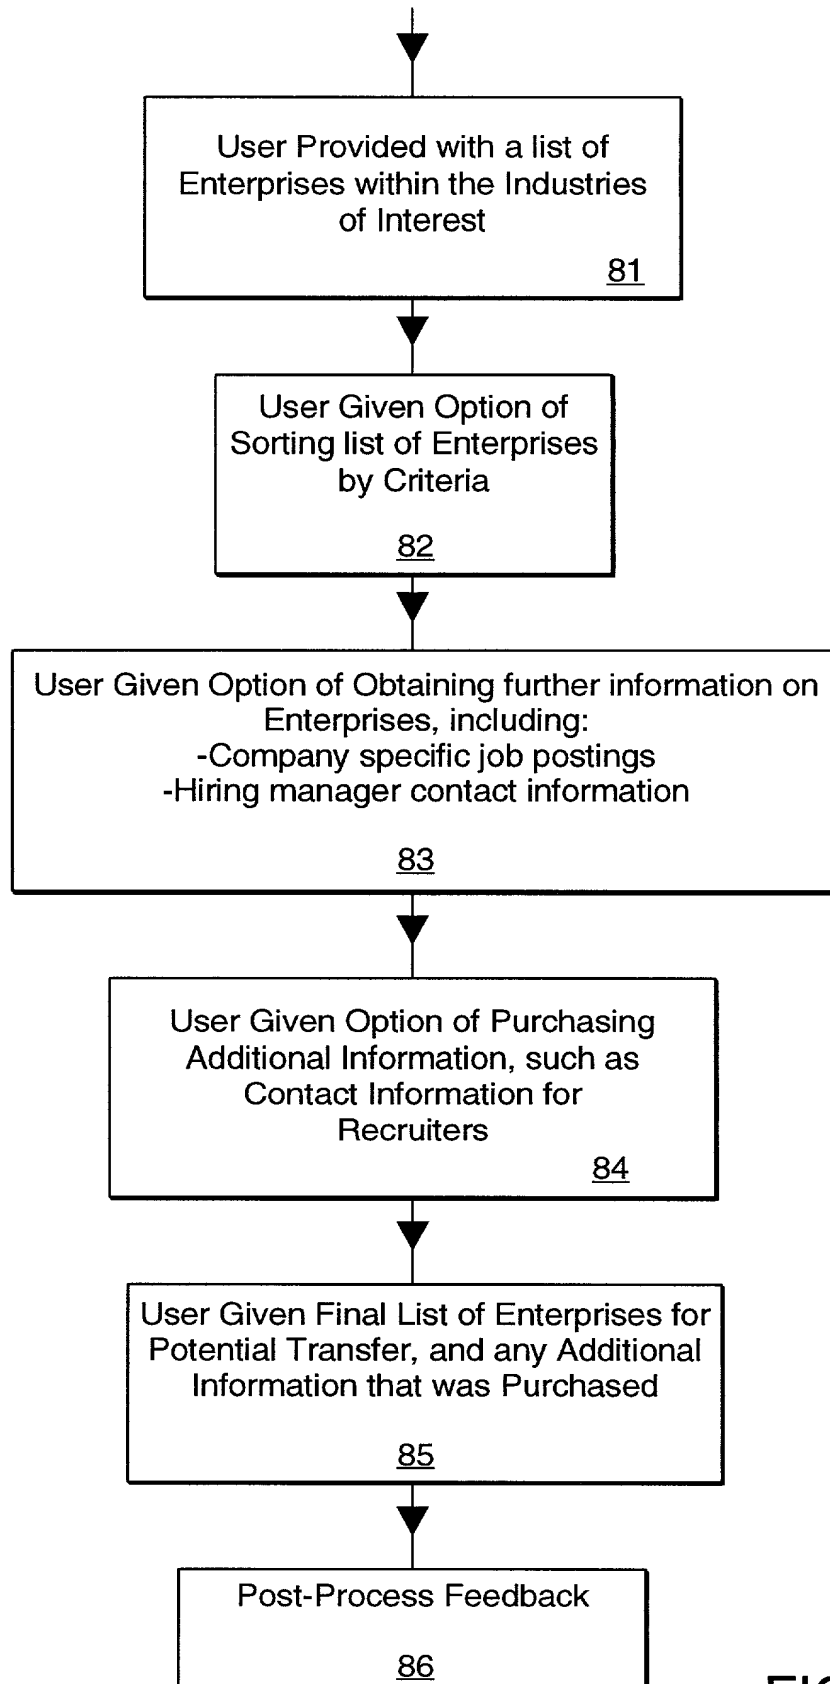 User Provided with a list of
Enterprises within the Industries
of Interest
81
User Given Option of
Sorting list of Enterprises
by Criteria
82
User Given Option of Obtaining further information on
Enterprises, including:
-Company specific job postings
-Hiring manager contact information
83
User Given Option of Purchasing
Additional Information, such as
Contact Information for
Recruiters
84
User Given Final List of Enterprises for
Potential Transfer, and any Additional
Information that was Purchased
85
Post-Process Feedback
86